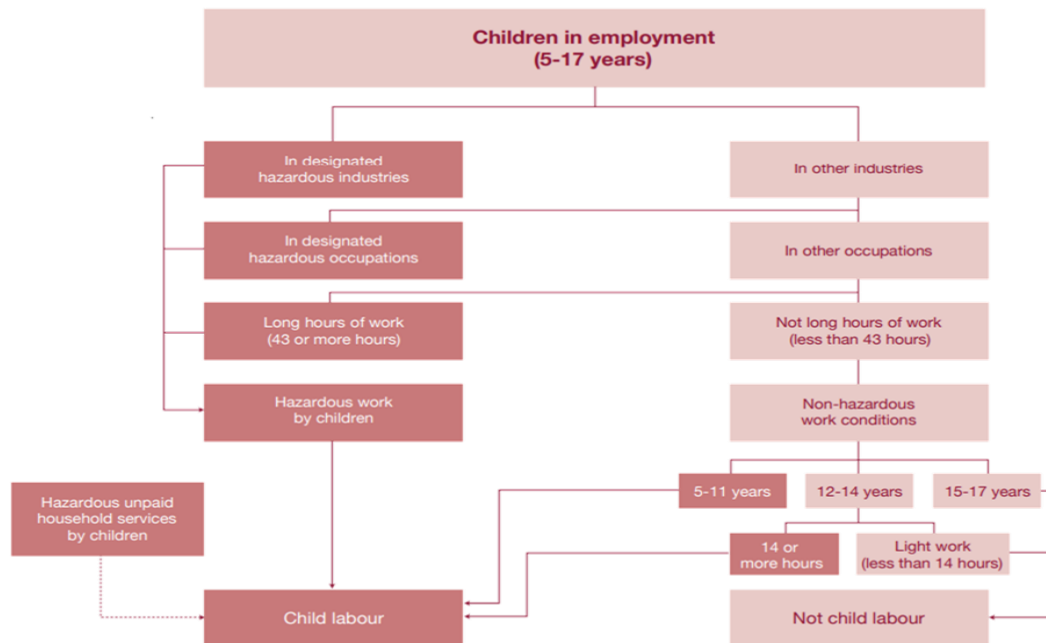 Children in employment
(5-17 years)
In designated
hazardous industries
In other industries
In designated
hazardous occupations
In other occupations
Long hours of work
(43 or more hours)
Not long hours of work
(less than 43 hours)
Hazardous work
by children
Non-hazardous
work conditions
5-11 years
12-14 years
15-17 years
Hazardous unpaid
household services
by children
14 or
more hours
Light work
(less than 14 hours)
Child labour
Not child labour